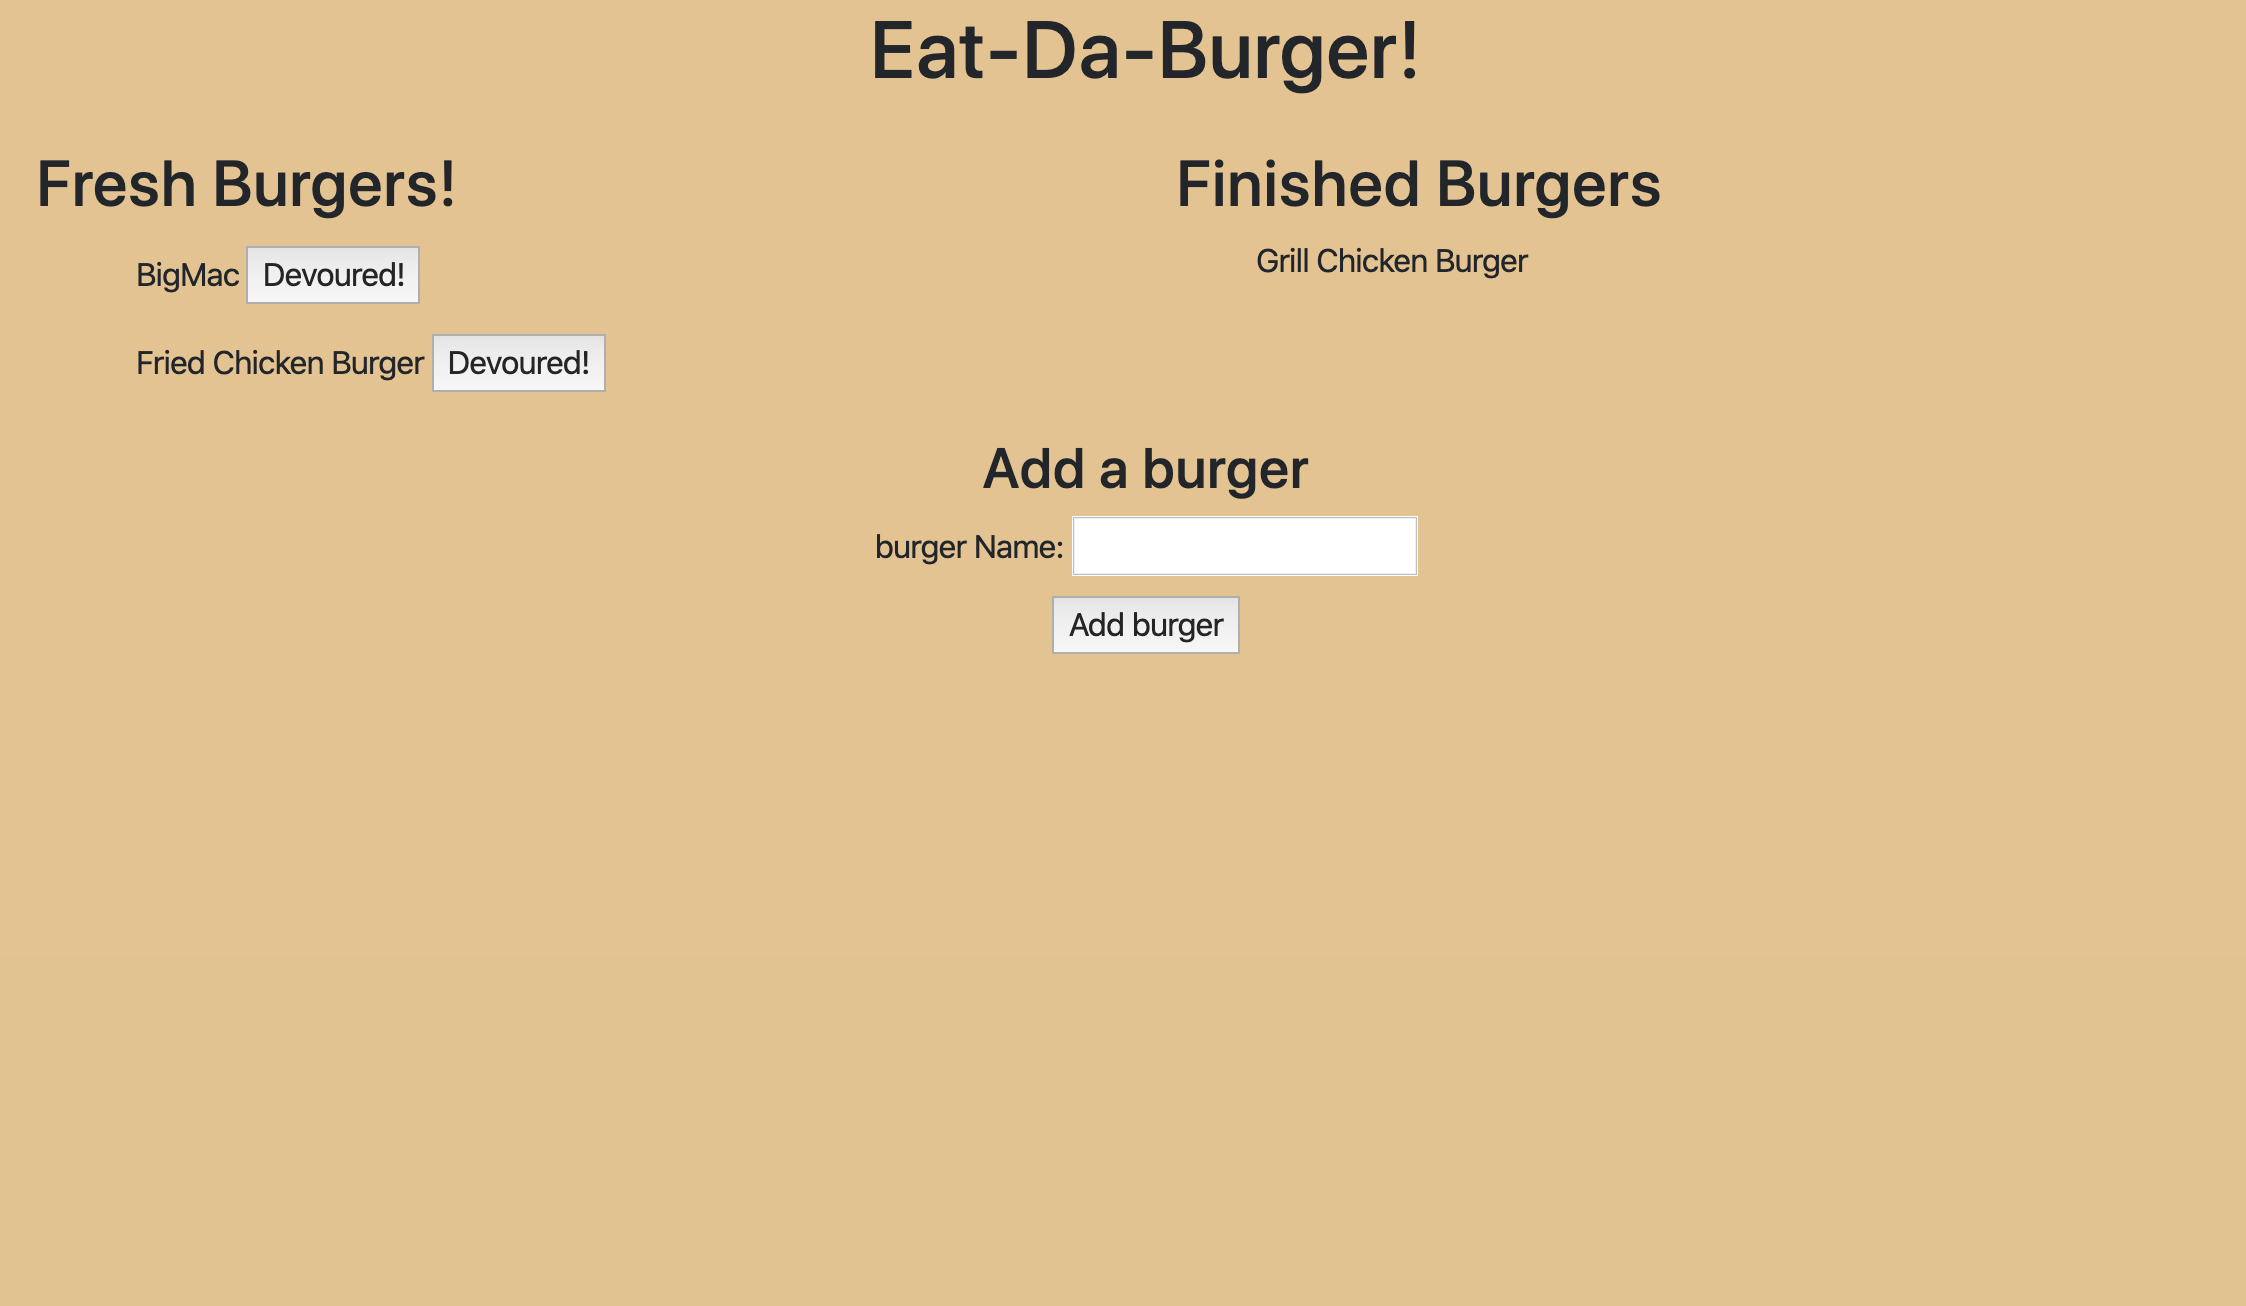 Eat-Da-Burger!
Fresh Burgers!
BigMac Devoured!
Fried Chicken Burger Devoured!
Finished Burgers
Grill Chicken Burger
Add a burger
burger Name:
Add burger